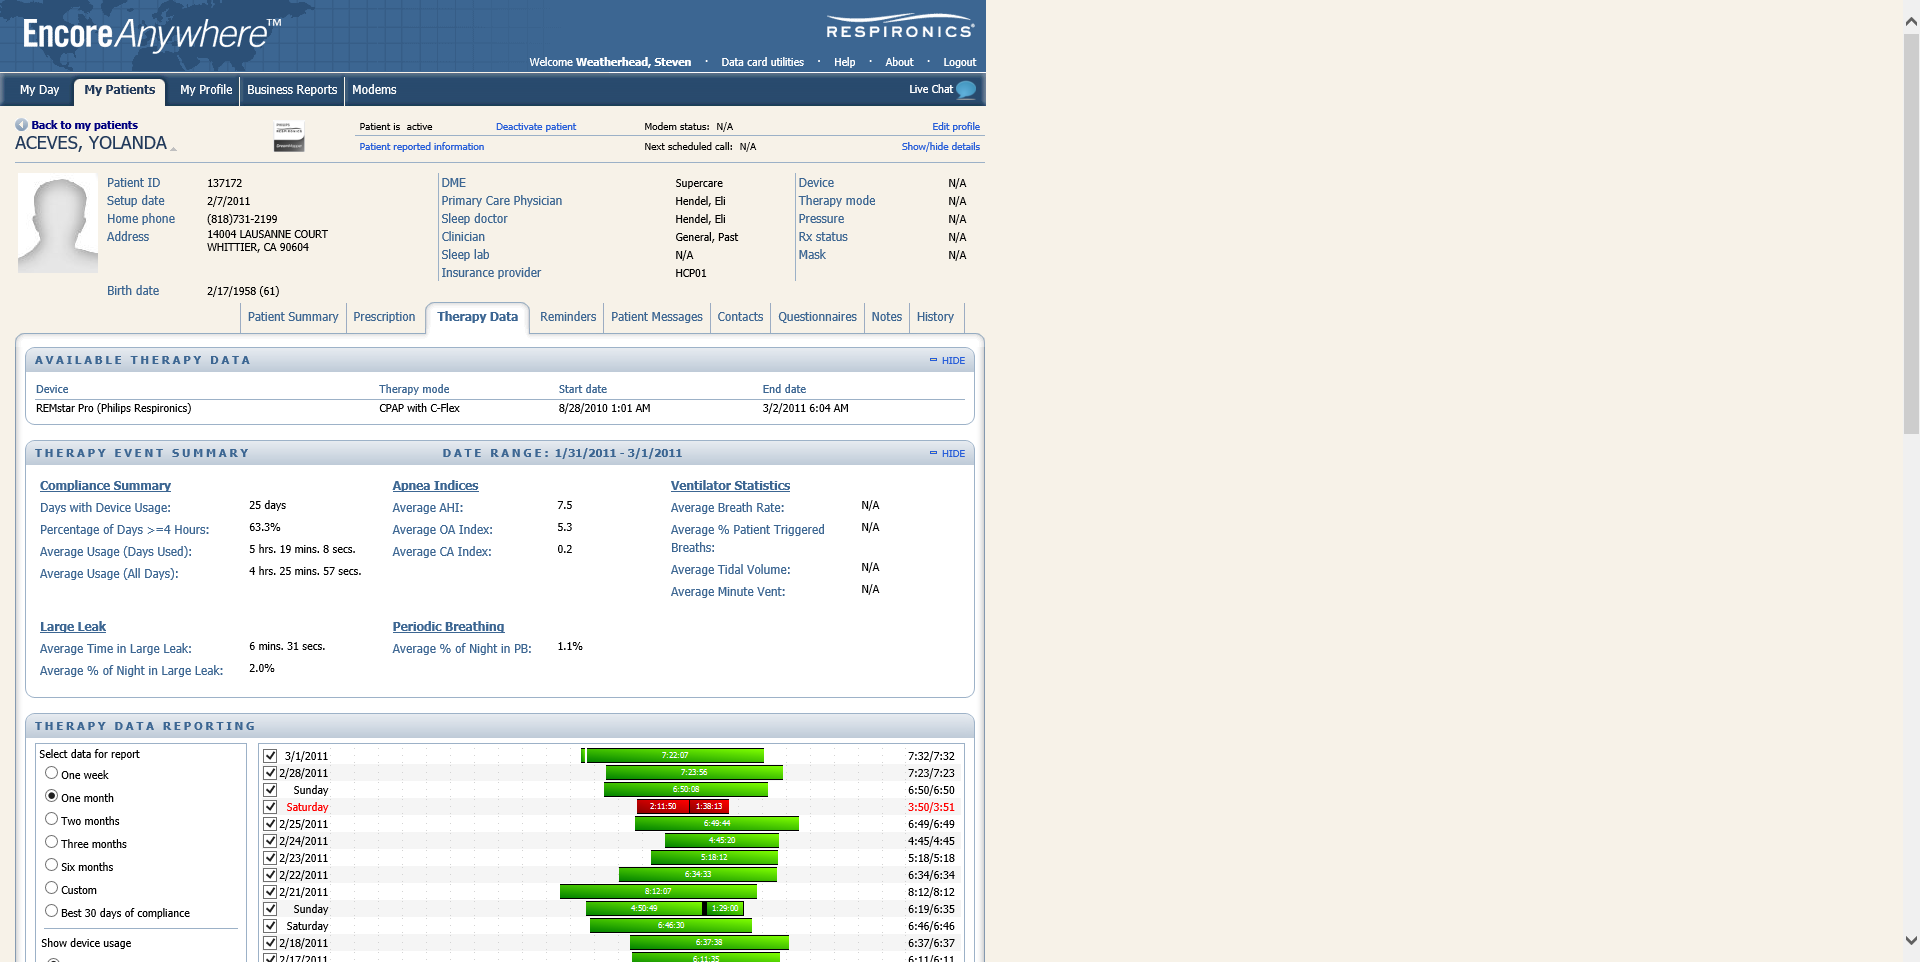 EncoreAnywhere™
RESPIRONICS®
Welcome Weatherhead, Steven · Data card utilities · Help · About · Logout
My Day My Patients My Profile Business Reports Modems Live Chat
Back to my patients
ACEVES, YOLANDA
Patient is active Deactivate patient Modem status: N/A Edit profile
Patient reported information Next scheduled call: N/A Show/hide details
Patient ID 137172 DME Supercare Device N/A
Setup date 2/7/2011 Primary Care Physician Hendel, Eli Therapy mode N/A
Home phone (818)731-2199 Sleep doctor Hendel, Eli Pressure N/A
Address 14004 LAUSANNE COURT Clinician General, Past Rx status N/A
WHITTIER, CA 90604
Sleep lab N/A Mask N/A
Insurance provider HCP01
Birth date 2/17/1958 (61)
Patient Summary Prescription Therapy Data Reminders Patient Messages Contacts Questionnaires Notes History
AVAILABLE THERAPY DATA HIDE
Device Therapy mode Start date End date
REMstar Pro (Philips Respironics) CPAP with C-Flex 8/28/2010 1:01 AM 3/2/2011 6:04 AM
THERAPY EVENT SUMMARY DATE RANGE: 1/31/2011 - 3/1/2011 HIDE
Compliance Summary Apnea Indices Ventilator Statistics
Days with Device Usage: 25 days Average AHI: 7.5 Average Breath Rate: N/A
Percentage of Days >=4 Hours: 63.3% Average OA Index: 5.3 Average % Patient Triggered N/A
Breaths:
Average Usage (Days Used): 5 hrs. 19 mins. 8 secs. Average CA Index: 0.2
Average Usage (All Days): 4 hrs. 25 mins. 57 secs. Average Tidal Volume: N/A
Average Minute Vent: N/A
Large Leak Periodic Breathing
Average Time in Large Leak: 6 mins. 31 secs. Average % of Night in PB: 1.1%
Average % of Night in Large Leak: 2.0%
THERAPY DATA REPORTING
Select data for report
One week
One month
Two months
Three months
Six months
Custom
Best 30 days of compliance
Show device usage
3/1/2011 7:22:07 7:32/7:32
2/28/2011 7:23:56 7:23/7:23
Sunday 6:50:08 6:50/6:50
Saturday 2:11:50 1:38:13 3:50/3:51
2/25/2011 6:49:44 6:49/6:49
2/24/2011 4:45:20 4:45/4:45
2/23/2011 5:18:12 5:18/5:18
2/22/2011 6:34:33 6:34/6:34
2/21/2011 8:12:07 8:12/8:12
Sunday 4:50:49 1:29:00 6:19/6:35
Saturday 6:46:30 6:46/6:46
2/18/2011 6:37:38 6:37/6:37
2/17/2011 6:11:35 6:11/6:11